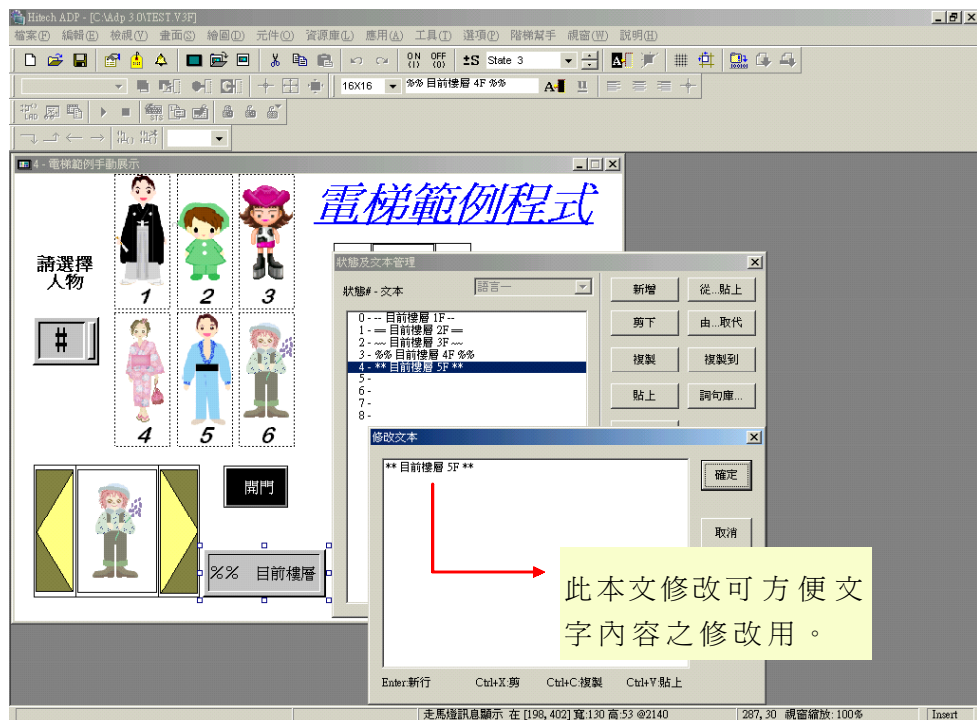 Hitech ADP - [C:\Adp 3.0\TEST.V3F]
檔案(F) 編輯(E) 檢視(V) 畫面(S) 繪圖(D) 元件(O) 資源庫(L) 應用(A) 工具(T) 選項(P) 階梯幫手 視窗(W) 說明(H)
ON (1) OFF (0) ±S State 3
16X16 %% 目前樓層 4F %%
4 - 電梯範例手動展示
電梯範例程式
請選擇
人物
1 2 3
#
4 5 6
開門
%% 目前樓層
狀態及文本管理
狀態# - 文本 語言一
0 - -- 目前樓層 1F--
1 - == 目前樓層 2F ==
2 - ~~ 目前樓層 3F ~~
3 - %% 目前樓層 4F %%
4 - ** 目前樓層 5F **
5 -
6 -
7 -
8 -
新增 從...貼上
剪下 由...取代
複製 複製到
貼上 詞句庫...
修改文本
** 目前樓層 5F **
確定
取消
此本文修改可方便文
字內容之修改用。
Enter:新行 Ctrl+X:剪 Ctrl+C:複製 Ctrl+V:貼上
走馬燈訊息顯示 在 [198, 402] 寬:130 高:53 @2140 287, 30 視窗縮放: 100% Insert